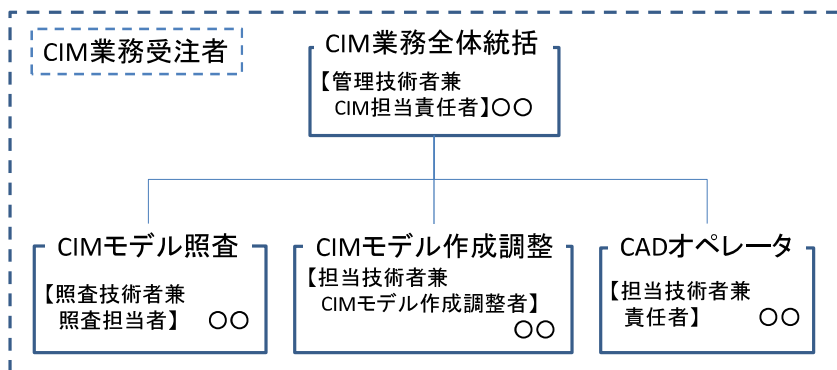 CIM業務受注者
CIM業務全体統括
【管理技術者兼
CIM担当責任者】〇〇
CIMモデル照査
【照査技術者兼
照査担当者】 〇〇
CIMモデル作成調整
【担当技術者兼
CIMモデル作成調整者】
〇〇
CADオペレータ
【担当技術者兼
責任者】 〇〇